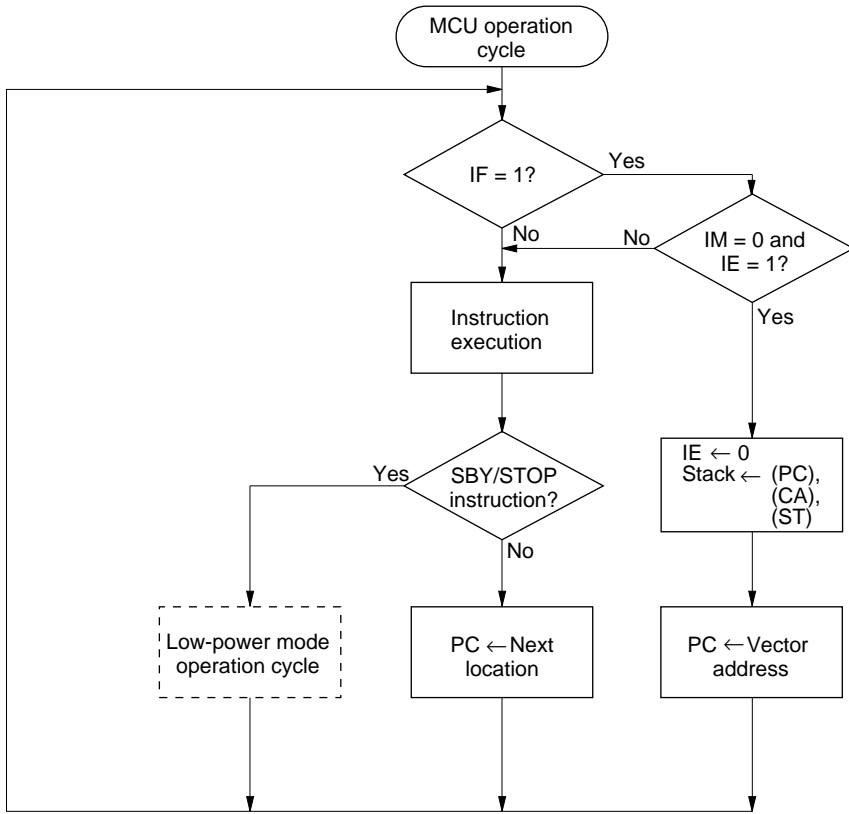 MCU operation
cycle
IF = 1?
Yes
No
No
IM = 0 and
IE = 1?
Yes
Instruction
execution
IE ← 0
Stack ← (PC),
(CA),
(ST)
Yes
SBY/STOP
instruction?
No
Low-power mode
operation cycle
PC ← Next
location
PC ← Vector
address